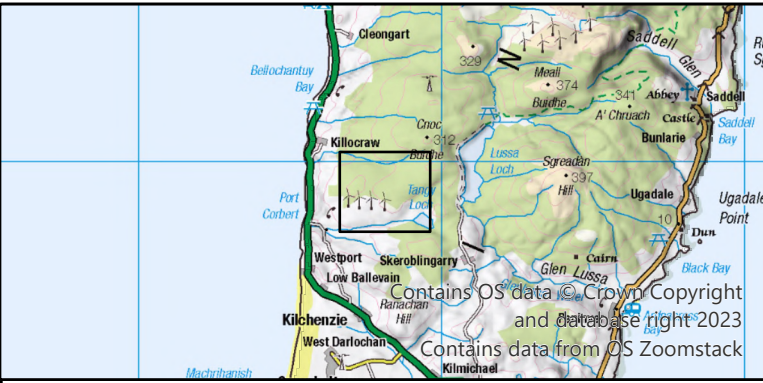 Cleongart
Saddell Glen
329
N
Meall
Buidhe
374
Bellochantuy
Bay
341
A' Chruach
Abbey
Saddell
Castle
Saddell
Bay
Bunlarie
Cnoc
Buidhe
312
Killocraw
Lussa
Loch
Sgreadan
Hill
397
Port
Corbert
Tangy
Loch
Ugadale
Ugadale
Point
10
Dun
Westport
Skeroblingarry
Cairn
Glen Lussa
Black Bay
Low Ballevain
Ranachan
Hill
Kilchenzie
West Darlochan
Machrihanish
Kilmichael
Contains OS data © Crown Copyright
and database right 2023
Contains data from OS Zoomstack